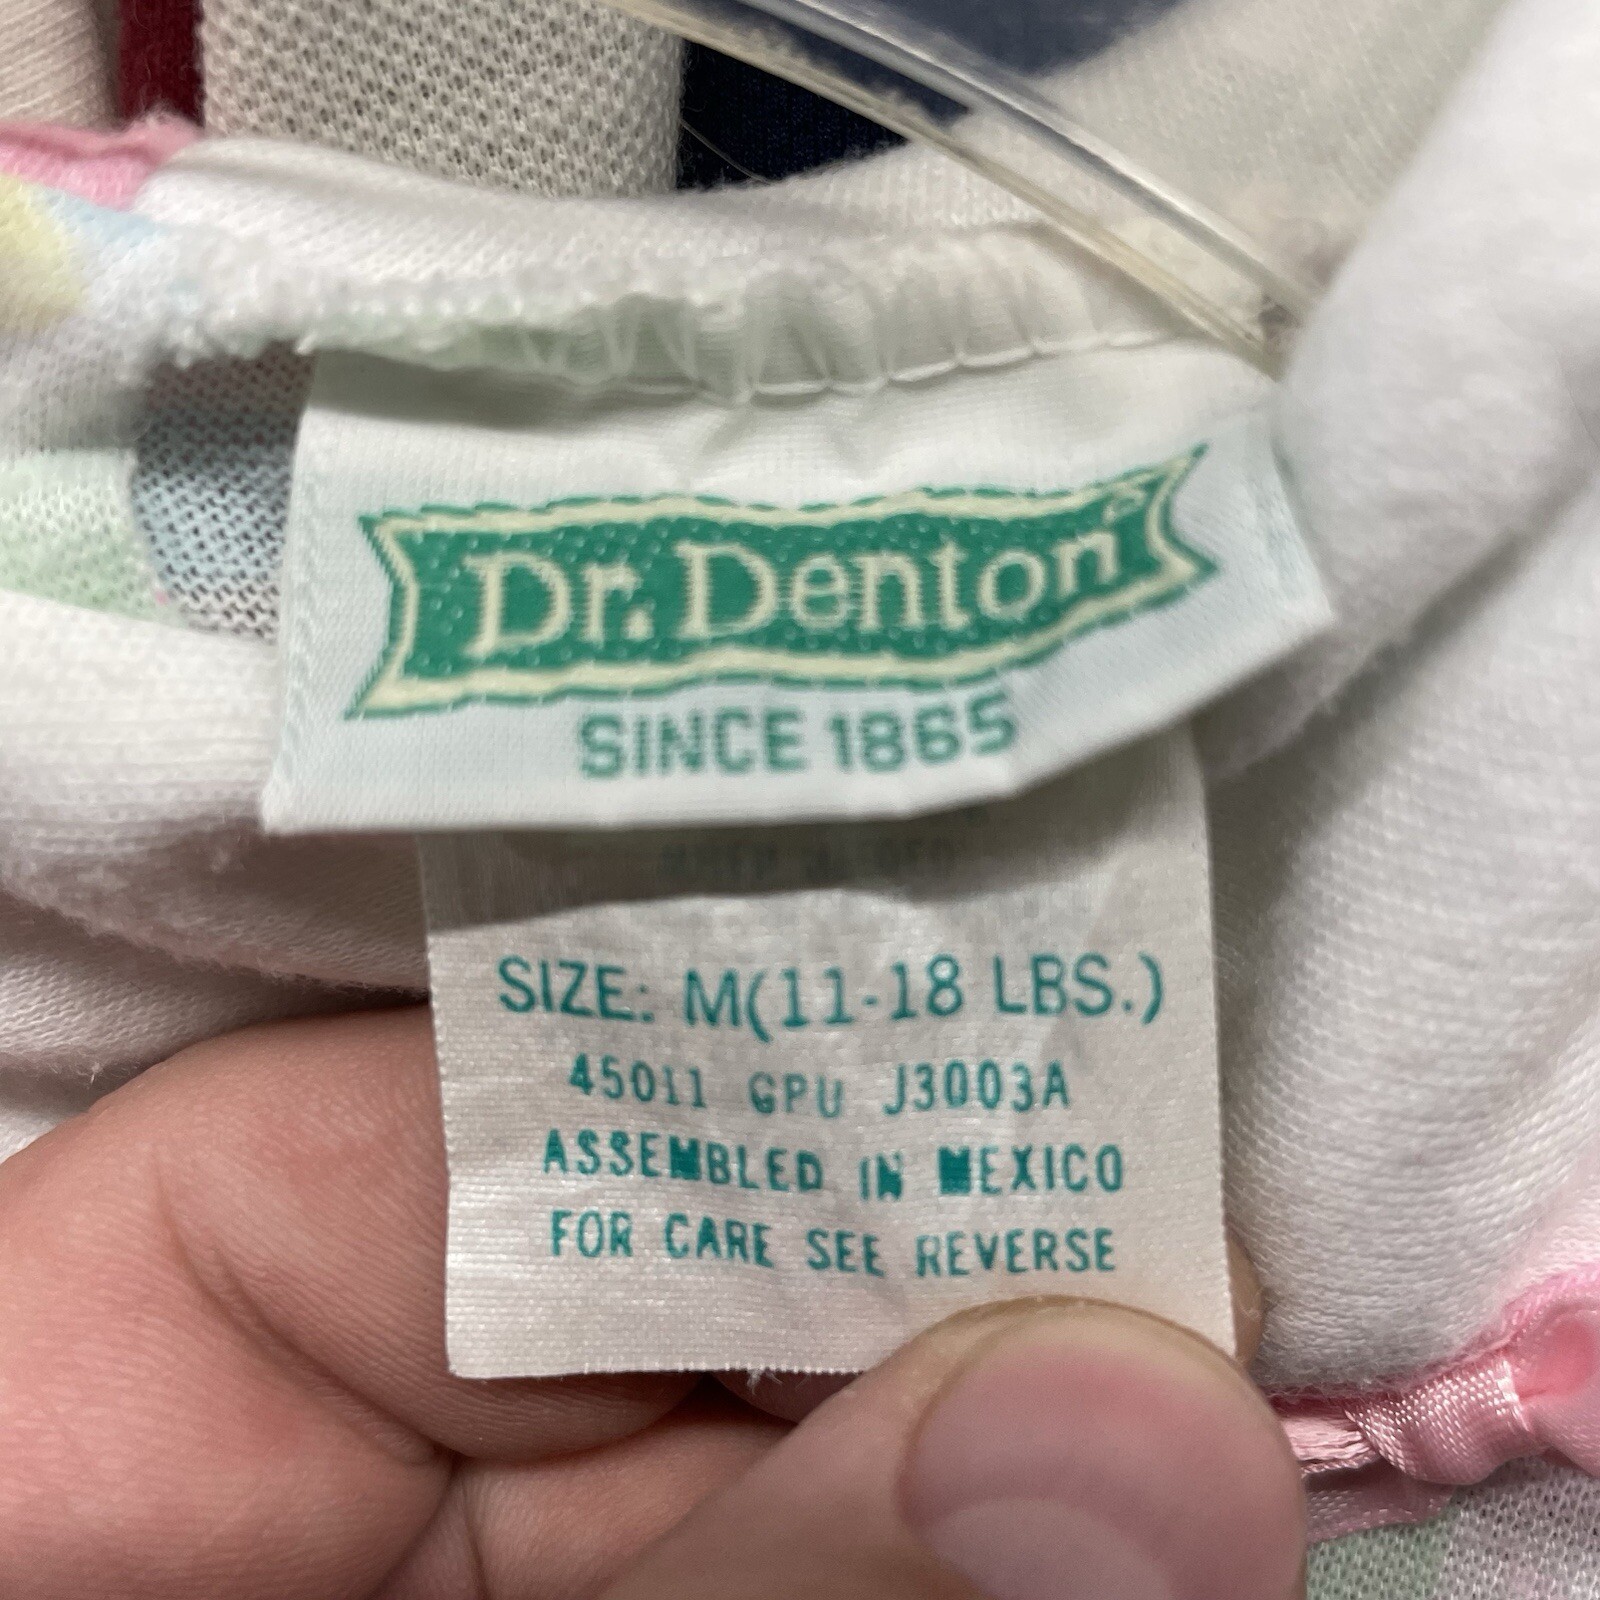 Dr. Denton's
SINCE 1865
SIZE: M(11-18 LBS.)
45011 GPU J3003A
ASSEMBLED IN MEXICO
FOR CARE SEE REVERSE